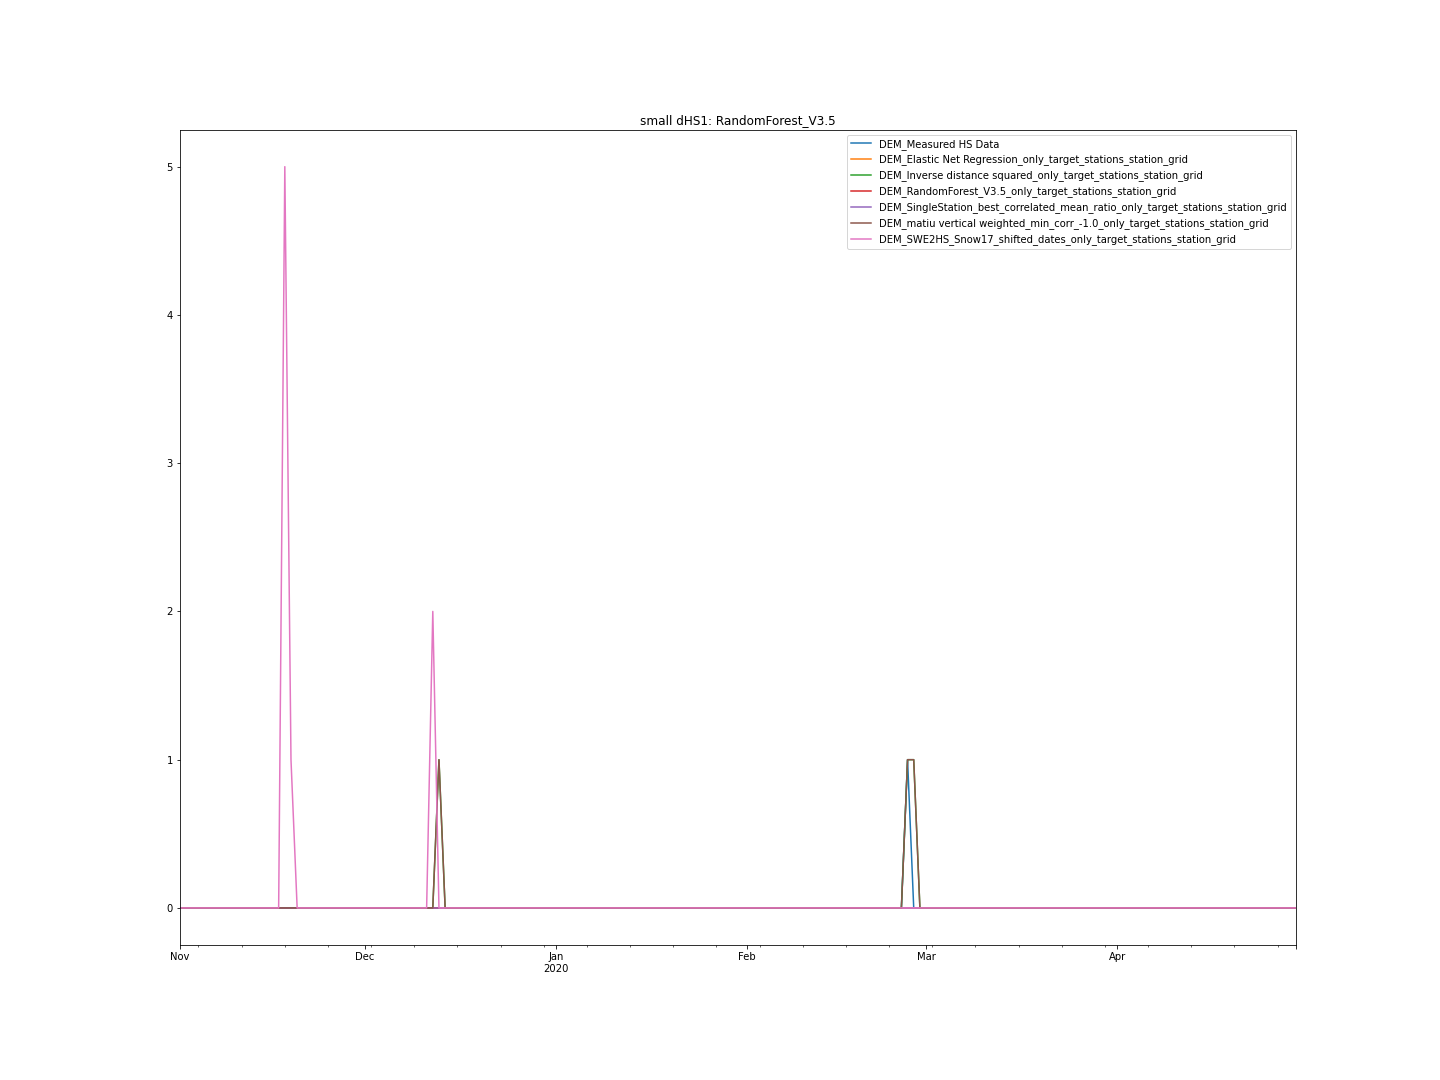 small dHS1: RandomForest_V3.5
DEM_Measured HS Data
DEM_Elastic Net Regression_only_target_stations_station_grid
DEM_Inverse distance squared_only_target_stations_station_grid
DEM_RandomForest_V3.5_only_target_stations_station_grid
DEM_SingleStation_best_correlated_mean_ratio_only_target_stations_station_grid
DEM_matiu vertical weighted_min_corr_-1.0_only_target_stations_station_grid
DEM_SWE2HS_Snow17_shifted_dates_only_target_stations_station_grid
5
4
3
2
1
0
Nov Dec Jan Feb Mar Apr
2020